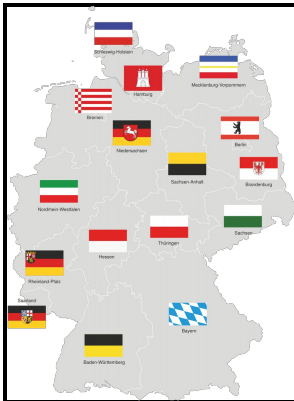 Schleswig-Holstein
Hamburg
Mecklenburg-Vorpommern
Bremen
Niedersachsen
Berlin
Sachsen-Anhalt
Brandenburg
Nordrhein-Westfalen
Sachsen
Thüringen
Hessen
Rheinland-Pfalz
Saarland
Bayern
Baden-Württemberg